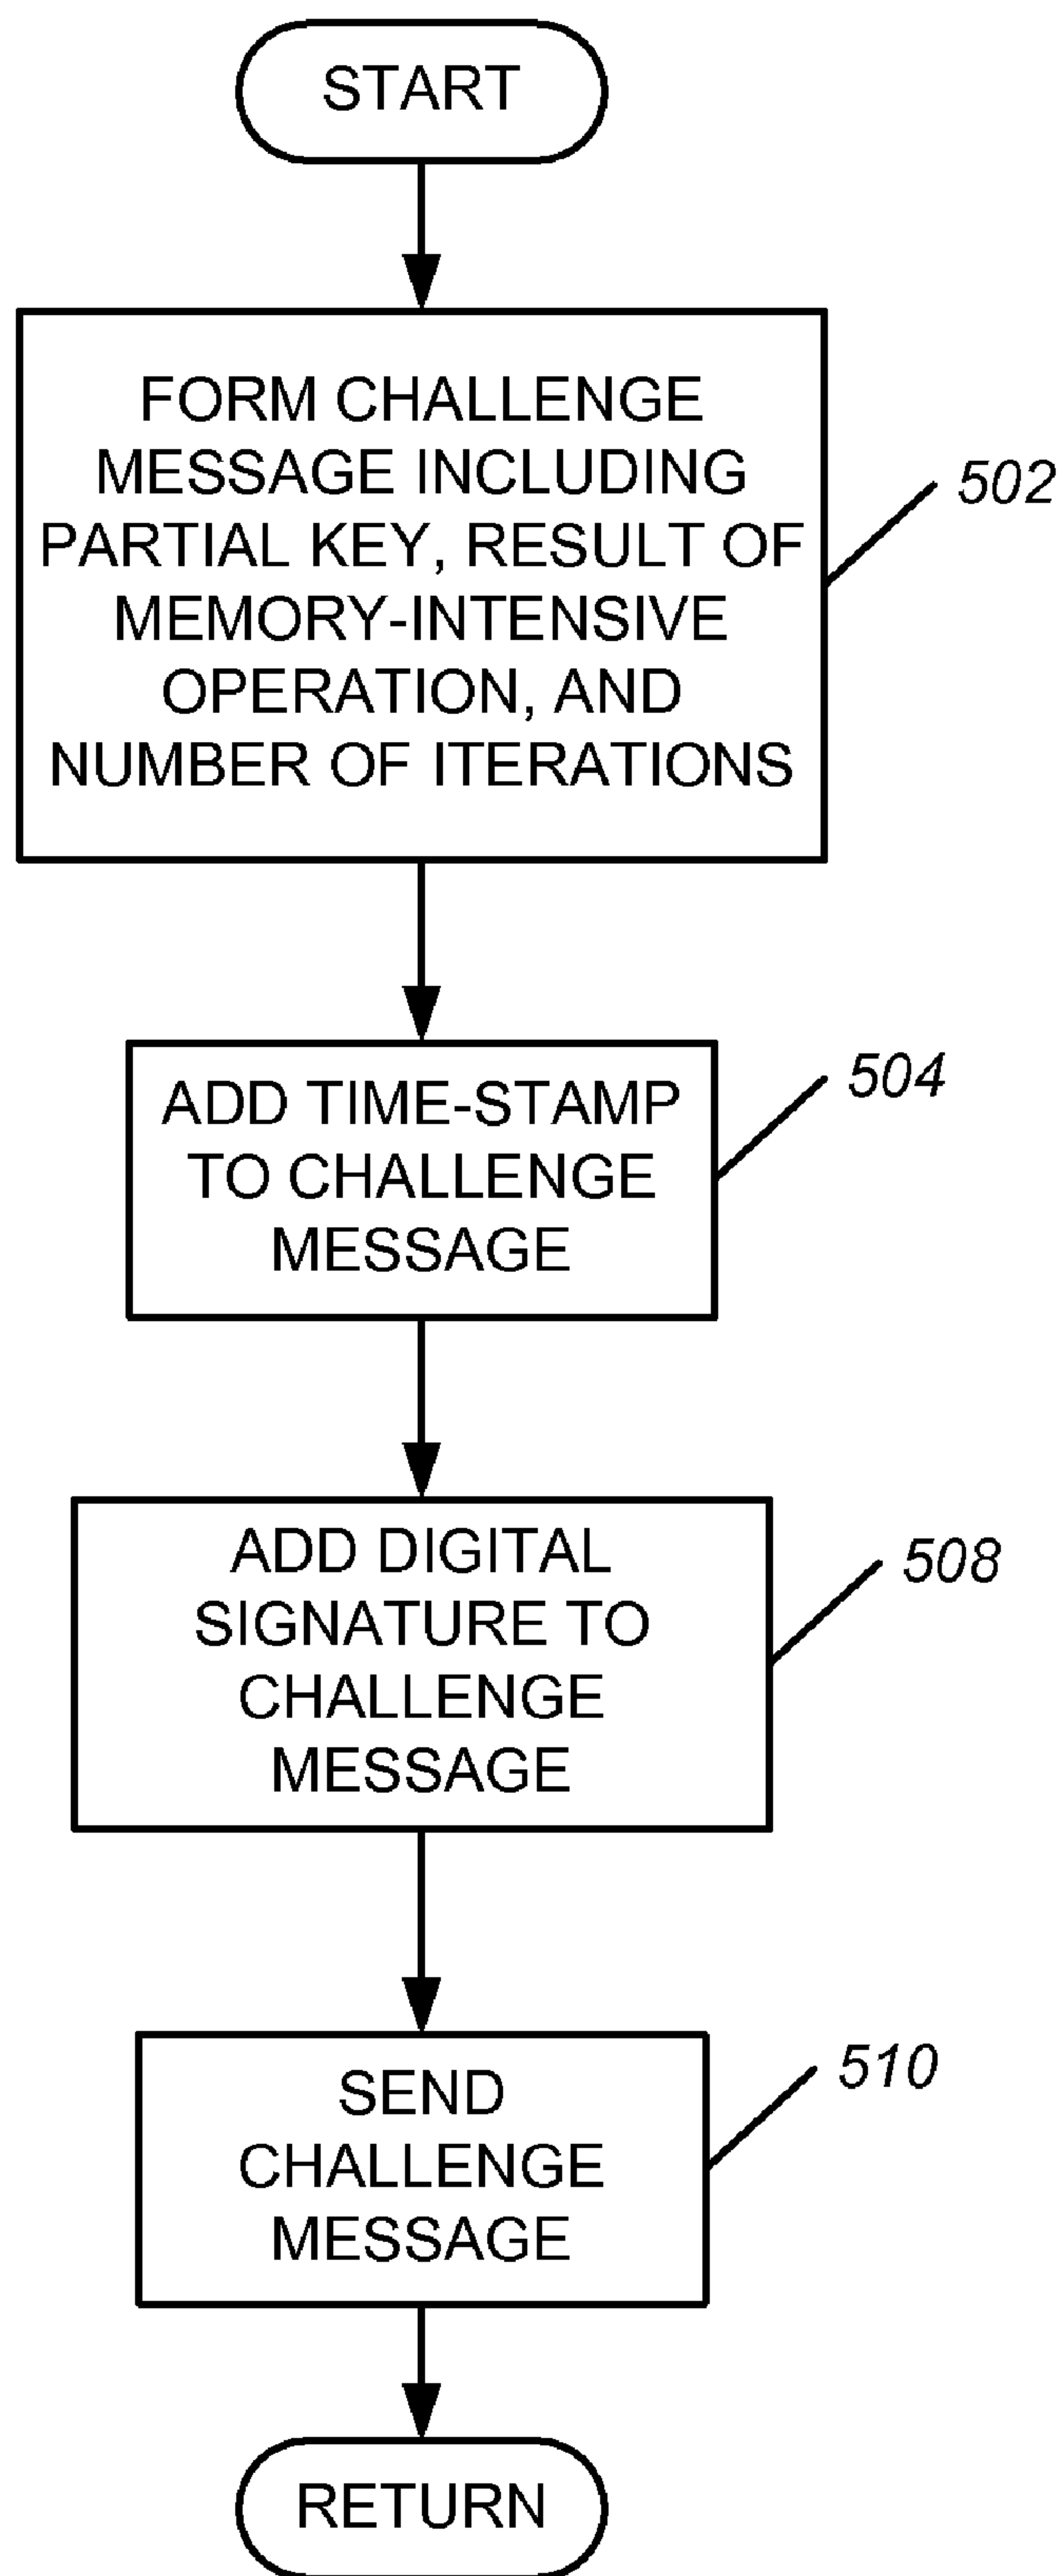 START
FORM CHALLENGE
MESSAGE INCLUDING
PARTIAL KEY, RESULT OF
MEMORY-INTENSIVE
OPERATION, AND
NUMBER OF ITERATIONS
502
ADD TIME-STAMP
TO CHALLENGE
MESSAGE
504
ADD DIGITAL
SIGNATURE TO
CHALLENGE
MESSAGE
508
SEND
CHALLENGE
MESSAGE
510
RETURN